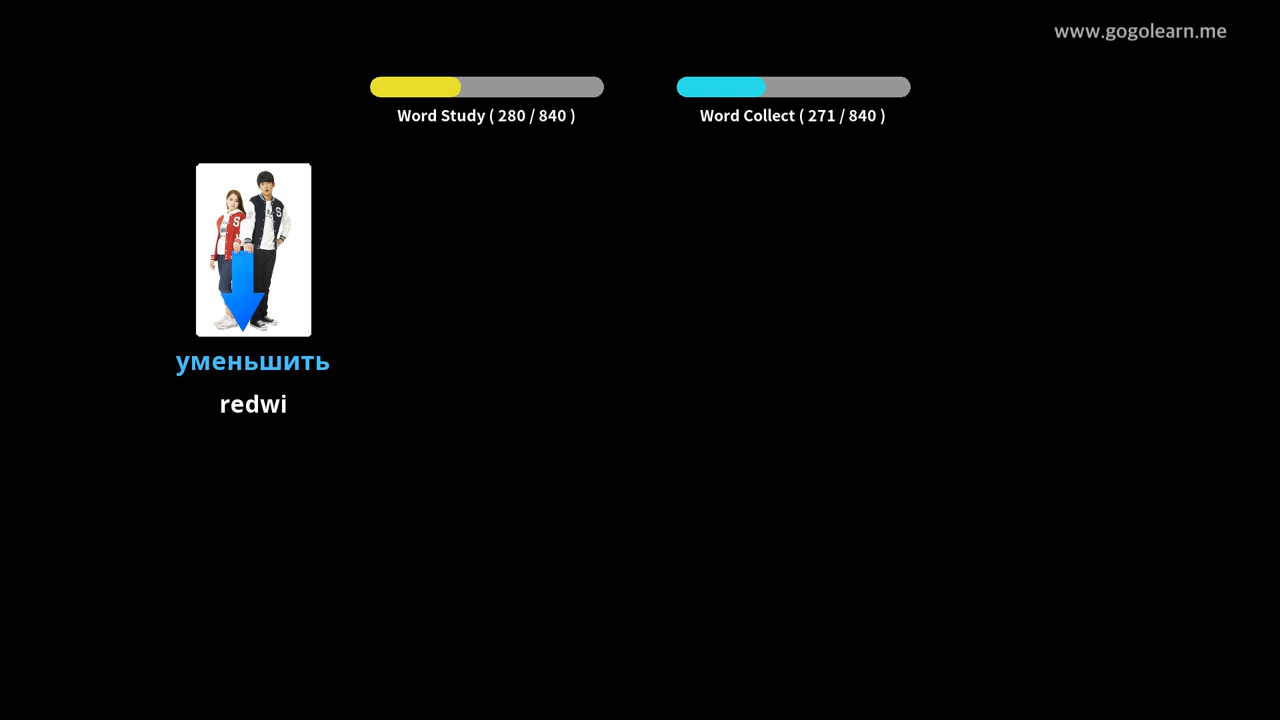 www.gogolearn.me
Word Study ( 280 / 840 )
Word Collect ( 271 / 840 )
S
S
уменьшить
redwi